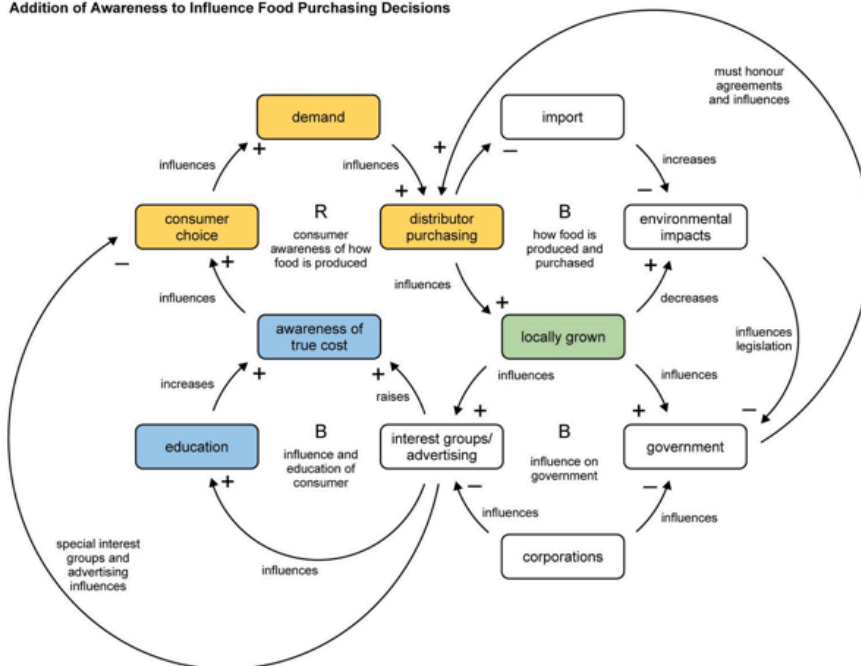 Addition of Awareness to Influence Food Purchasing Decisions
must honour
agreements
and influences
demand
import
influences
+
influences
+
+
–
increases
–
consumer
choice
R
consumer
awareness of how
food is produced
distributor
purchasing
B
how food is
produced and
purchased
environmental
impacts
–
+
influences
influences
+
+
decreases
awareness of
true cost
locally grown
influences
legislation
increases
+
+
raises
influences
+
influences
+
–
education
B
influence and
education of
consumer
interest groups/
advertising
B
influence on
government
government
+
–
influences
–
influences
special interest
groups and
advertising
influences
influences
corporations